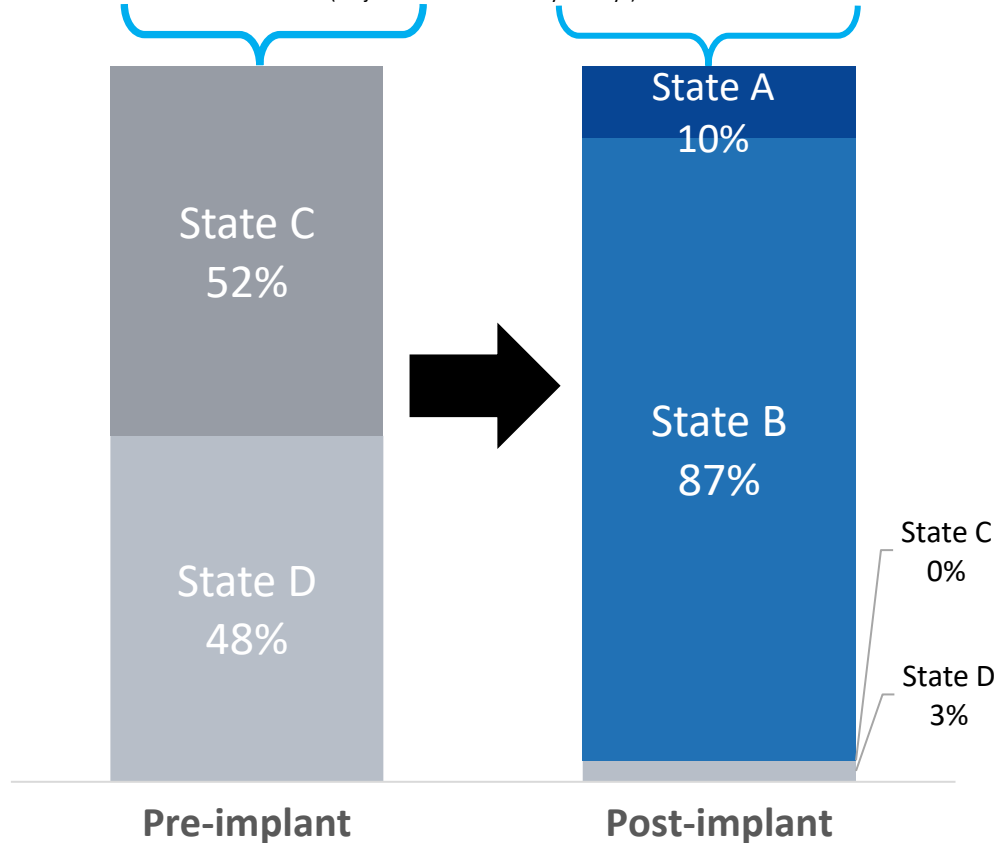 State C
52%
State D
48%
State A
10%
State B
87%
State C
0%
State D
3%
Pre-implant
Post-implant